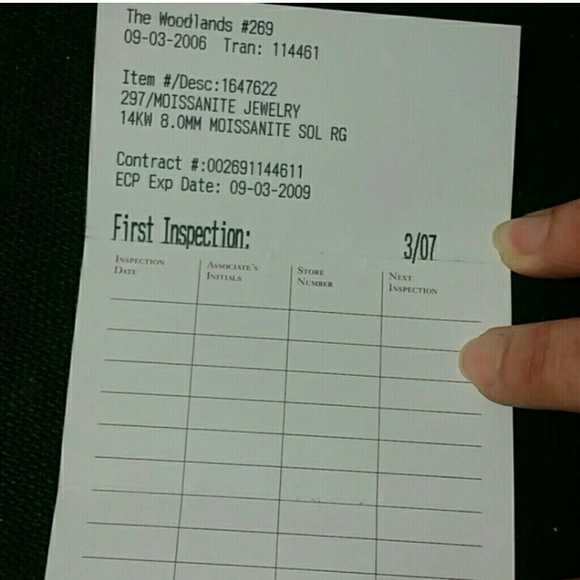 The Woodlands #269
09-03-2006 Tran: 114461
Item #/Desc:1647622
297/MOISSANITE JEWELRY
14KW 8.0MM MOISSANITE SOL RG
Contract #:002691144611
ECP Exp Date: 09-03-2009
First Inspection: 3/07
INSPECTION DATE
ASSOCIATE'S INITIALS
STORE NUMBER
NEXT INSPECTION